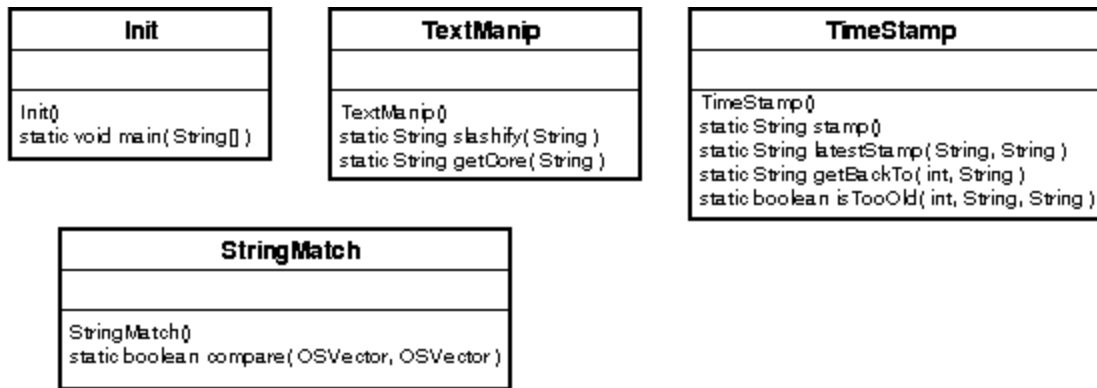 Init
Init()
static void main( String[] )
TextManip
TextManip()
static String slashify( String )
static String getCore( String )
TimeStamp
TimeStamp()
static String stamp()
static String latestStamp( String, String )
static String getBackTo( int, String )
static boolean isTooOld( int, String, String )
StringMatch
StringMatch()
static boolean compare( OSVector, OSVector )